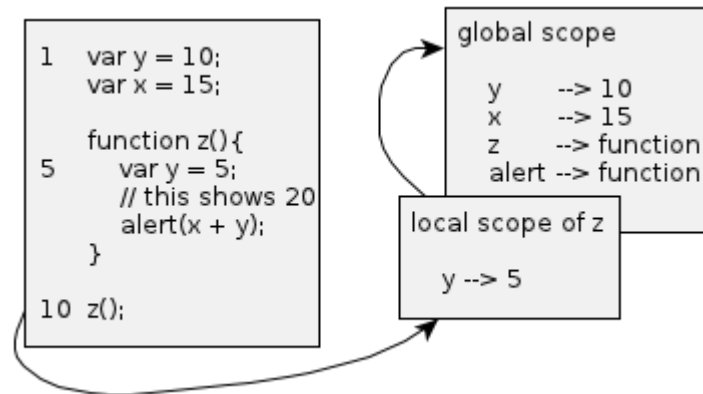 1 var y = 10;
var x = 15;
function z(){
5 var y = 5;
// this shows 20
alert(x + y);
}
10 z();
global scope
y --> 10
x --> 15
z --> function
alert --> function
local scope of z
y --> 5